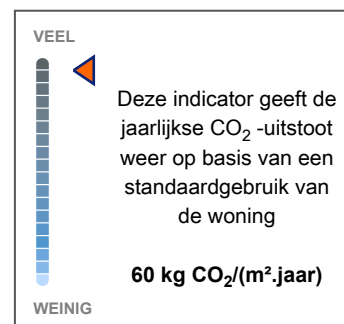 VEEL
Deze indicator geeft de
jaarlijkse CO₂ -uitstoot
weer op basis van een
standaardgebruik van
de woning
60 kg CO₂/(m².jaar)
WEINIG